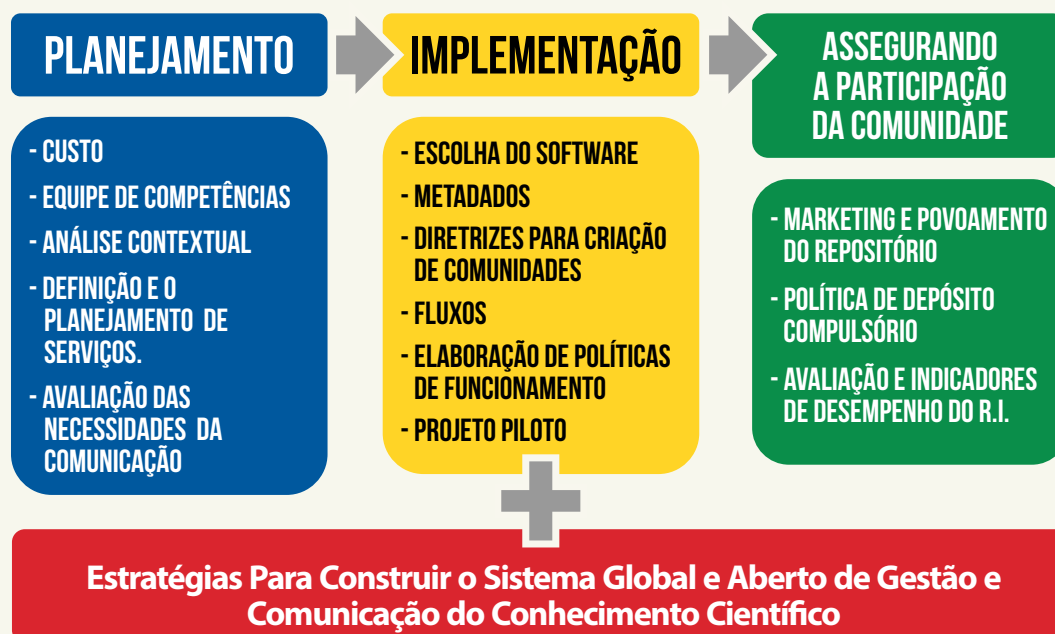 PLANEJAMENTO
- CUSTO
- EQUIPE DE COMPETÊNCIAS
- ANÁLISE CONTEXTUAL
- DEFINIÇÃO E O
PLANEJAMENTO DE
SERVIÇOS.
- AVALIAÇÃO DAS
NECESSIDADES DA
COMUNICAÇÃO
IMPLEMENTAÇÃO
- ESCOLHA DO SOFTWARE
- METADADOS
- DIRETRIZES PARA CRIAÇÃO
DE COMUNIDADES
- FLUXOS
- ELABORAÇÃO DE POLÍTICAS
DE FUNCIONAMENTO
- PROJETO PILOTO
ASSEGURANDO
A PARTICIPAÇÃO
DA COMUNIDADE
- MARKETING E POVOAMENTO
DO REPOSITÓRIO
- POLÍTICA DE DEPÓSITO
COMPULSÓRIO
- AVALIAÇÃO E INDICADORES
DE DESEMPENHO DO R.I.
Estratégias Para Construir o Sistema Global e Aberto de Gestão e
Comunicação do Conhecimento Científico